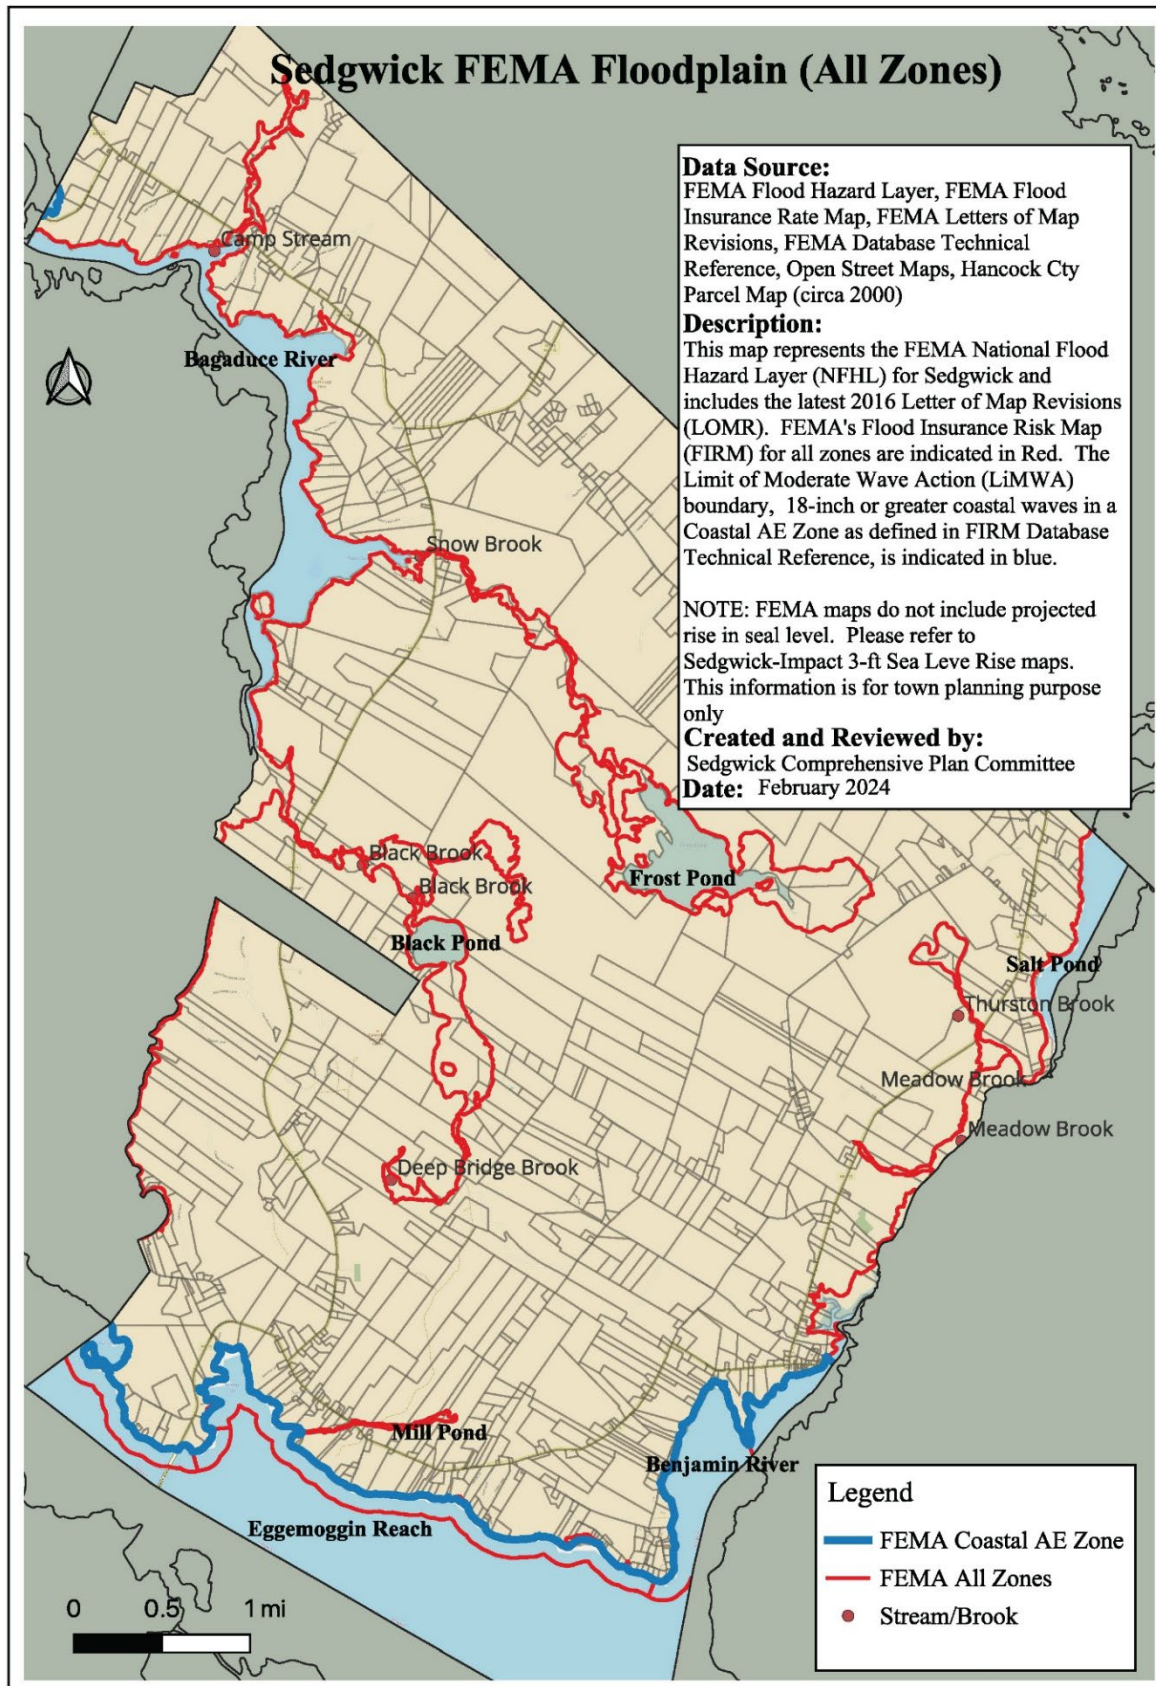 Sedgwick FEMA Floodplain (All Zones)
Data Source:
FEMA Flood Hazard Layer, FEMA Flood
Insurance Rate Map, FEMA Letters of Map
Revisions, FEMA Database Technical
Reference, Open Street Maps, Hancock Cty
Parcel Map (circa 2000)
Description:
This map represents the FEMA National Flood
Hazard Layer (NFHL) for Sedgwick and
includes the latest 2016 Letter of Map Revisions
(LOMR).  FEMA's Flood Insurance Risk Map
(FIRM) for all zones are indicated in Red.  The
Limit of Moderate Wave Action (LiMWA)
boundary,  18-inch or greater coastal waves in a
Coastal AE Zone as defined in FIRM Database
Technical Reference, is indicated in blue.
NOTE: FEMA maps do not include projected
rise in seal level.  Please refer to
Sedgwick-Impact 3-ft Sea Leve Rise maps.
This information is for town planning purpose
only
Created and Reviewed by:
Sedgwick Comprehensive Plan Committee
Date: February 2024
Camp Stream
Bagaduce River
Snow Brook
Black Brook
Black Brook
Frost Pond
Black Pond
Salt Pond
Thurston Brook
Meadow Brook
Meadow Brook
Deep Bridge Brook
Mill Pond
Benjamin River
Eggemoggin Reach
Legend
FEMA Coastal AE Zone
FEMA All Zones
Stream/Brook
0 0.5 1 mi